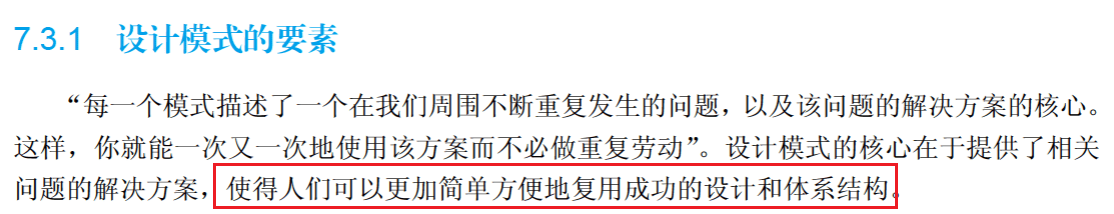 7.3.1 设计模式的要素
“每一个模式描述了一个在我们周围不断重复发生的问题，以及该问题的解决方案的核心。
这样，你就能一次又一次地使用该方案而不必做重复劳动”。设计模式的核心在于提供了相关
问题的解决方案，使得人们可以更加简单方便地复用成功的设计和体系结构。